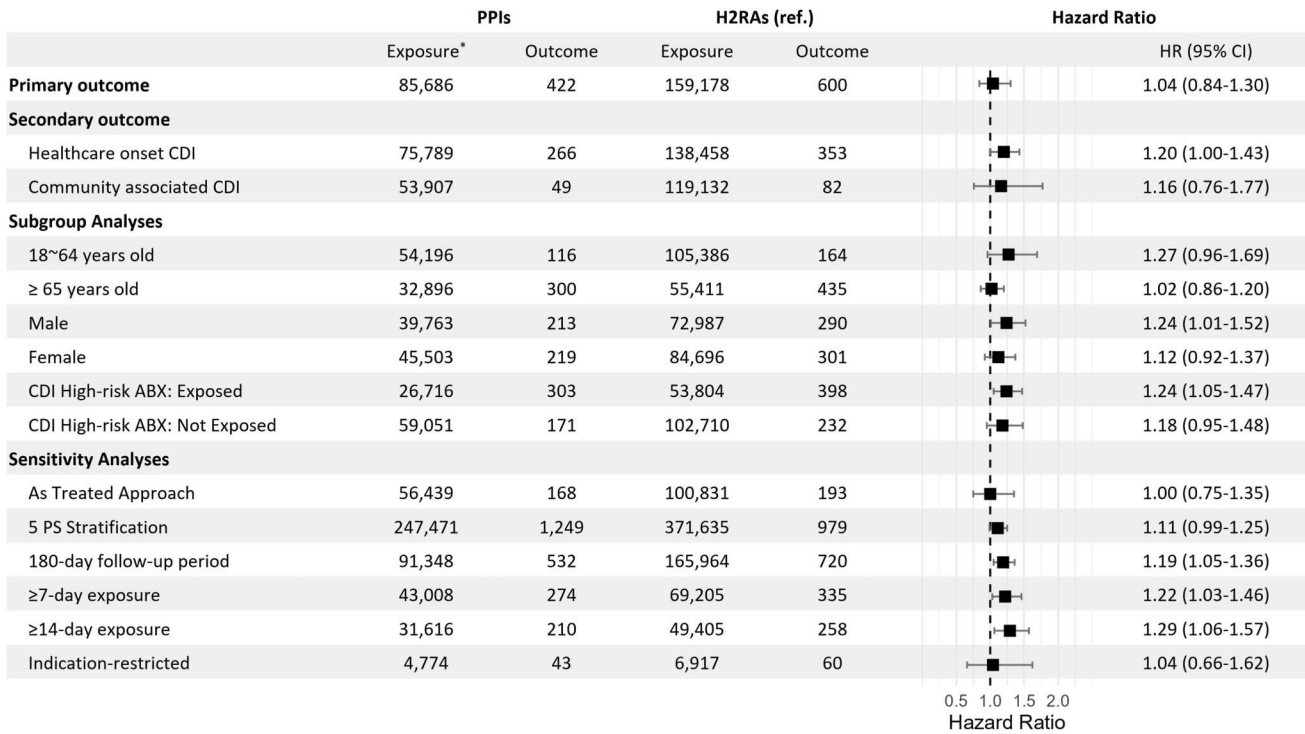 PPIs H2RAs (ref.) Hazard Ratio
Exposure* Outcome Exposure Outcome HR (95% CI)
Primary outcome 85,686 422 159,178 600 1.04 (0.84-1.30)
Secondary outcome
Healthcare onset CDI 75,789 266 138,458 353 1.20 (1.00-1.43)
Community associated CDI 53,907 49 119,132 82 1.16 (0.76-1.77)
Subgroup Analyses
18~64 years old 54,196 116 105,386 164 1.27 (0.96-1.69)
≥ 65 years old 32,896 300 55,411 435 1.02 (0.86-1.20)
Male 39,763 213 72,987 290 1.24 (1.01-1.52)
Female 45,503 219 84,696 301 1.12 (0.92-1.37)
CDI High-risk ABX: Exposed 26,716 303 53,804 398 1.24 (1.05-1.47)
CDI High-risk ABX: Not Exposed 59,051 171 102,710 232 1.18 (0.95-1.48)
Sensitivity Analyses
As Treated Approach 56,439 168 100,831 193 1.00 (0.75-1.35)
5 PS Stratification 247,471 1,249 371,635 979 1.11 (0.99-1.25)
180-day follow-up period 91,348 532 165,964 720 1.19 (1.05-1.36)
≥7-day exposure 43,008 274 69,205 335 1.22 (1.03-1.46)
≥14-day exposure 31,616 210 49,405 258 1.29 (1.06-1.57)
Indication-restricted 4,774 43 6,917 60 1.04 (0.66-1.62)
0.5 1.0 1.5 2.0
Hazard Ratio